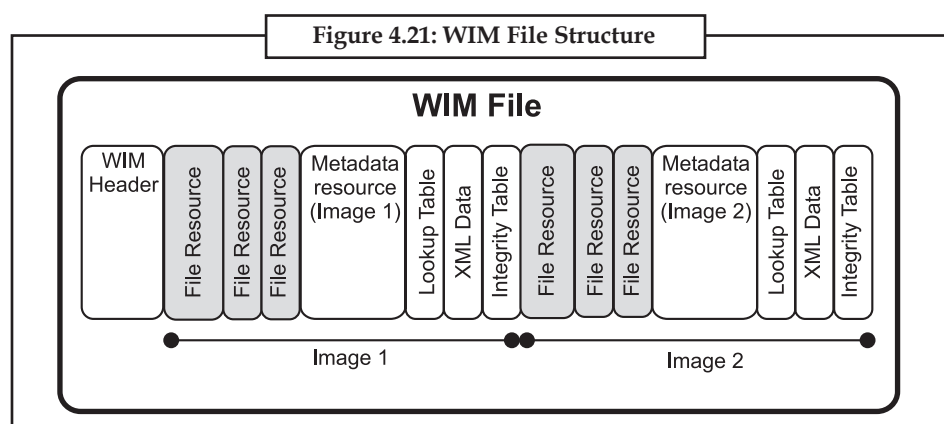 Figure 4.21: WIM File Structure
WIM File
WIM
Header
File Resource
File Resource
File Resource
Metadata
resource
(Image 1)
Lookup Table
XML Data
Integrity Table
File Resource
File Resource
File Resource
Metadata
resource
(Image 2)
Lookup Table
XML Data
Integrity Table
Image 1
Image 2